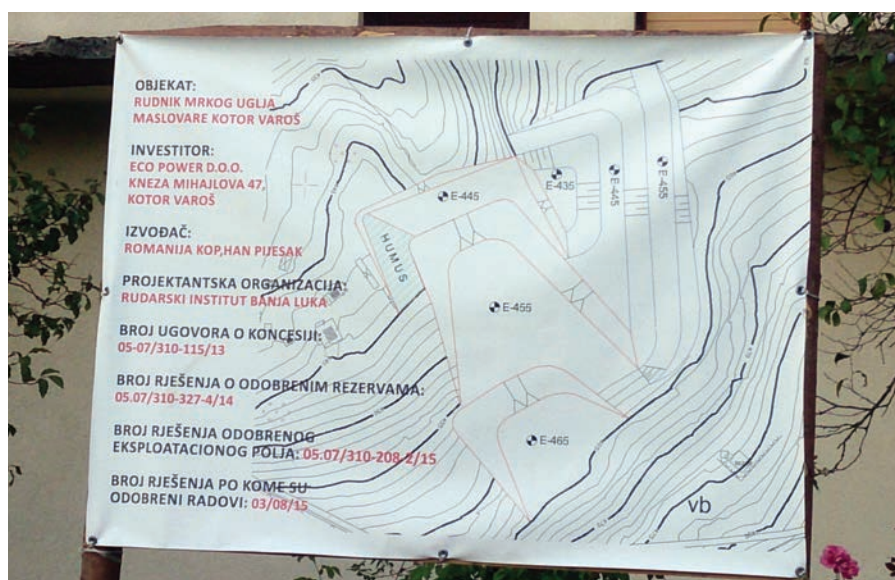 OBJEKAT:
RUDNIK MRKOG UGLJA
MASLOVARE KOTOR VAROŠ
INVESTITOR:
ECO POWER D.O.O.
KNEZA MIHAJLOVA 47,
KOTOR VAROŠ
IZVOĐAČ:
ROMANIJA KOP,HAN PIJESAK
PROJEKTANTSKA ORGANIZACIJA:
RUDARSKI INSTITUT BANJA LUKA
BROJ UGOVORA O KONCESIJI:
05-07/310-115/13
BROJ RJEŠENJA O ODOBRENIM REZERVAMA:
05.07/310-327-4/14
BROJ RJEŠENJA ODOBRENOG
EKSPLOATACIONOG POLJA: 05.07/310-208-2/15
BROJ RJEŠENJA PO KOME SU
ODOBRENI RADOVI: 03/08/15
E-445
E-435
E-445
E-455
HUMUS
E-455
E-465
vb